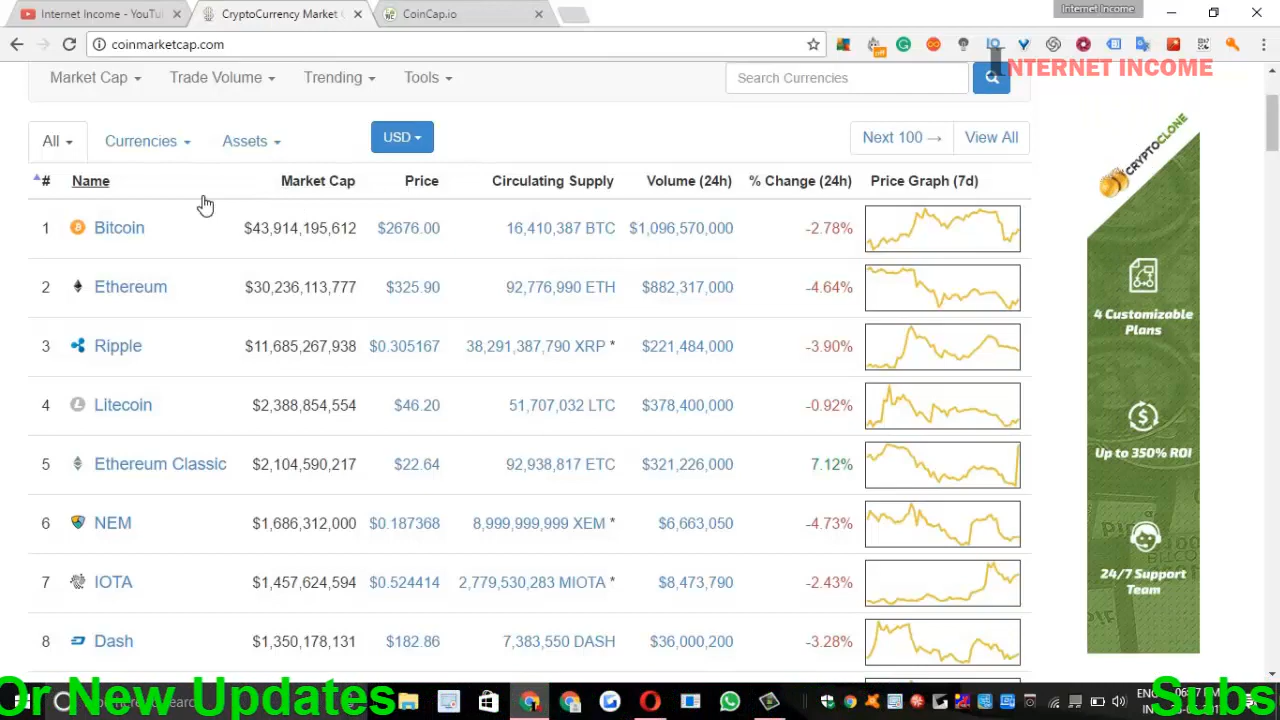 Internet Income - YouTu
CryptoCurrency Market
CoinCap.io
Internet Income
coinmarketcap.com
off
NTERNET INCOME
Market Cap
Trade Volume
Trending
Tools
Search Currencies
All
Currencies
Assets
USD
Next 100 →
View All
# Name Market Cap Price Circulating Supply Volume (24h) % Change (24h) Price Graph (7d)
1 Bitcoin $43,914,195,612 $2676.00 16,410,387 BTC $1,096,570,000 -2.78%
2 Ethereum $30,236,113,777 $325.90 92,776,990 ETH $882,317,000 -4.64%
3 Ripple $11,685,267,938 $0.305167 38,291,387,790 XRP * $221,484,000 -3.90%
4 Litecoin $2,388,854,554 $46.20 51,707,032 LTC $378,400,000 -0.92%
5 Ethereum Classic $2,104,590,217 $22.64 92,938,817 ETC $321,226,000 7.12%
6 NEM $1,686,312,000 $0.187368 8,999,999,999 XEM * $6,663,050 -4.73%
7 IOTA $1,457,624,594 $0.524414 2,779,530,283 MIOTA * $8,473,790 -2.43%
8 Dash $1,350,178,131 $182.86 7,383,550 DASH $36,000,200 -3.28%
CRYPTOCLONE
4 Customizable
Plans
Up to 350% ROI
24/7 Support
Team
Or New Updates
Subs